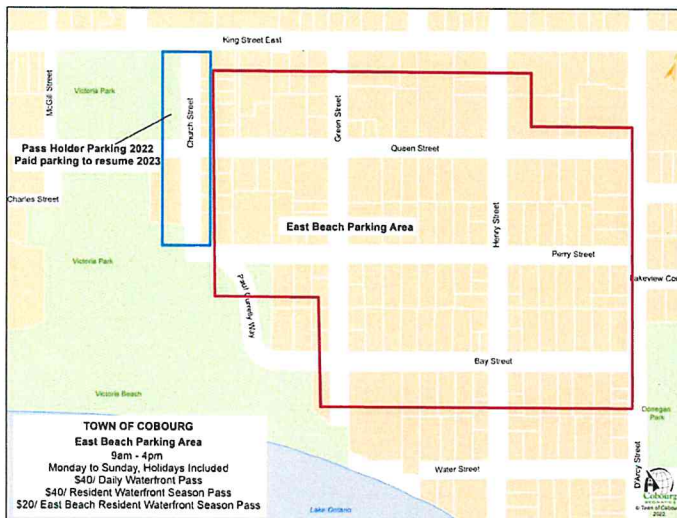 King Street East
McGill Street
Victoria Park
Church Street
Green Street
Pass Holder Parking 2022
Paid parking to resume 2023
Queen Street
Charles Street
East Beach Parking Area
Henry Street
Perry Street
Victoria Park
Lakeview Cou
Paul Currelly Way
Bay Street
Victoria Beach
Donegan
Park
TOWN OF COBOURG
East Beach Parking Area
9am - 4pm
Monday to Sunday, Holidays Included
$40/ Daily Waterfront Pass
$40/ Resident Waterfront Season Pass
$20/ East Beach Resident Waterfront Season Pass
Water Street
D'Arcy Street
Lake Ontario
Cobourg
© Town of Cobourg
2022